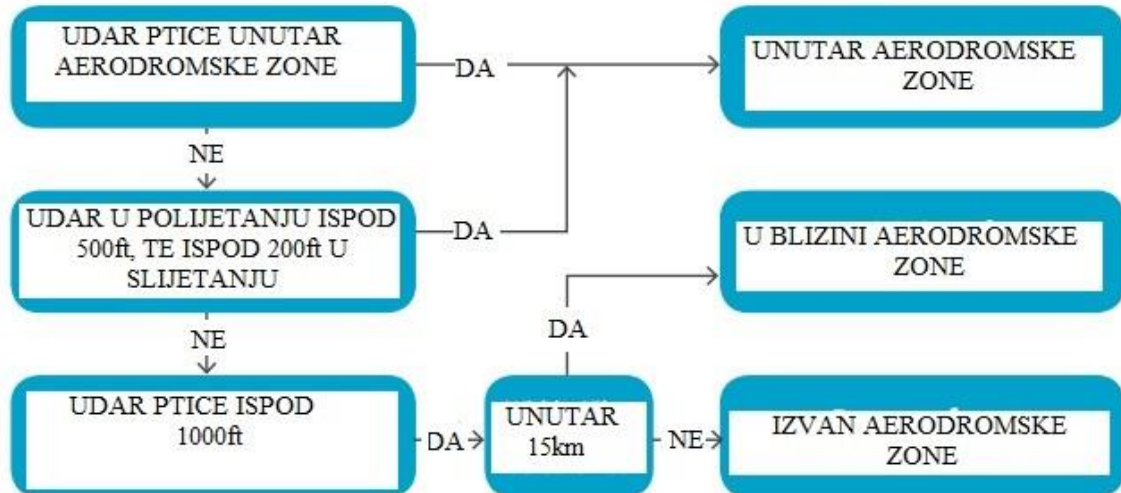 UDAR PTICE UNUTAR
AERODROMSKE ZONE
DA
UNUTAR AERODROMSKE
ZONE
NE
UDAR U POLIJETANJU ISPOD
500ft, TE ISPOD 200ft U
SLIJETANJU
DA
U BLIZINI AERODROMSKE
ZONE
NE
DA
UDAR PTICE ISPOD
1000ft
DA
UNUTAR
15km
NE
IZVAN AERODROMSKE
ZONE